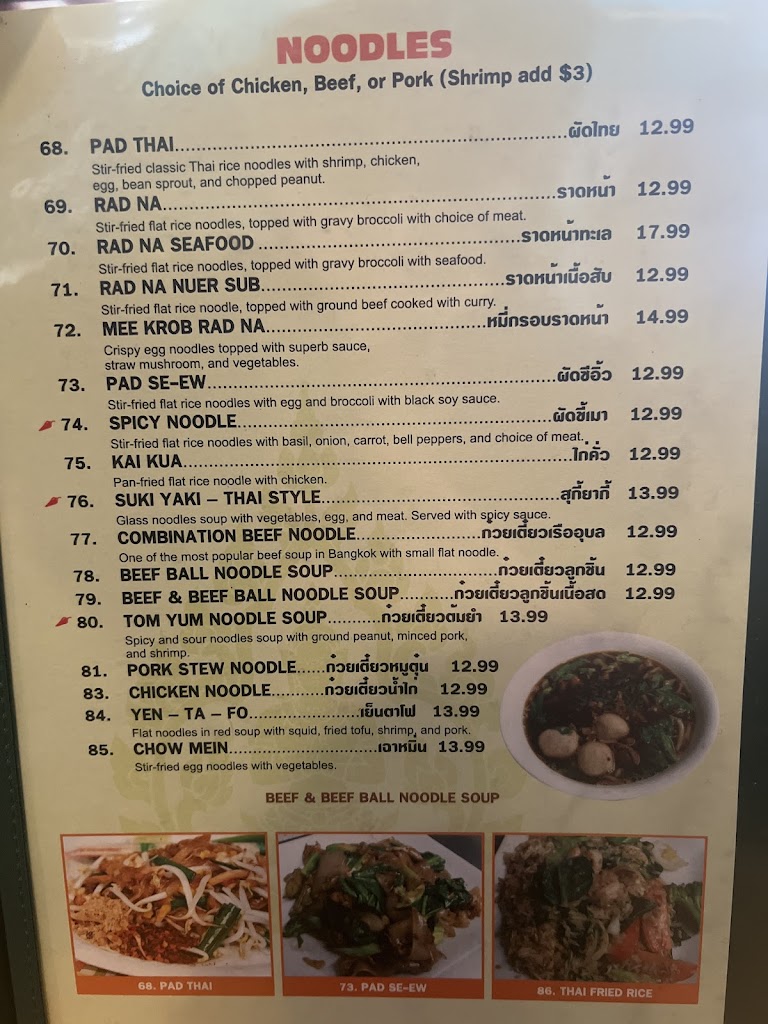 NOODLES
Choice of Chicken, Beef, or Pork (Shrimp add $3)
68. PAD THAI....................ผัดไทย 12.99
Stir-fried classic Thai rice noodles with shrimp, chicken,
egg, bean sprout, and chopped peanut.
69. RAD NA....................ราดหน้า 12.99
Stir-fried flat rice noodles, topped with gravy broccoli with choice of meat.
70. RAD NA SEAFOOD ....................ราดหน้าทะเล 17.99
Stir-fried flat rice noodles, topped with gravy broccoli with seafood.
71. RAD NA NUER SUB....................ราดหน้าเนื้อสับ 12.99
Stir-fried flat rice noodle, topped with ground beef cooked with curry.
72. MEE KROB RAD NA....................หมี่กรอบราดหน้า 14.99
Crispy egg noodles topped with superb sauce,
straw mushroom, and vegetables.
73. PAD SE-EW....................ผัดซีอิ้ว 12.99
Stir-fried flat rice noodles with egg and broccoli with black soy sauce.
74. SPICY NOODLE....................ผัดขี้เมา 12.99
Stir-fried flat rice noodles with basil, onion, carrot, bell peppers, and choice of meat.
75. KAI KUA....................ไก่คั่ว 12.99
Pan-fried flat rice noodle with chicken.
76. SUKI YAKI – THAI STYLE....................สุกี้ยากี้ 13.99
Glass noodles soup with vegetables, egg, and meat. Served with spicy sauce.
77. COMBINATION BEEF NOODLE....................ก๋วยเตี๋ยวเรืออุบล 12.99
One of the most popular beef soup in Bangkok with small flat noodle.
78. BEEF BALL NOODLE SOUP....................ก๋วยเตี๋ยวลูกชิ้น 12.99
79. BEEF & BEEF BALL NOODLE SOUP..........ก๋วยเตี๋ยวลูกชิ้นเนื้อสด 12.99
80. TOM YUM NOODLE SOUP..........ก๋วยเตี๋ยวต้มยำ 13.99
Spicy and sour noodles soup with ground peanut, minced pork,
and shrimp.
81. PORK STEW NOODLE......ก๋วยเตี๋ยวหมูตุ๋น 12.99
83. CHICKEN NOODLE..........ก๋วยเตี๋ยวน้ำไก่ 12.99
84. YEN – TA – FO....................เย็นตาโฟ 13.99
Flat noodles in red soup with squid, fried tofu, shrimp, and pork.
85. CHOW MEIN....................เฉาหมิ่น 13.99
Stir-fried egg noodles with vegetables.
BEEF & BEEF BALL NOODLE SOUP
68. PAD THAI
73. PAD SE-EW
86. THAI FRIED RICE